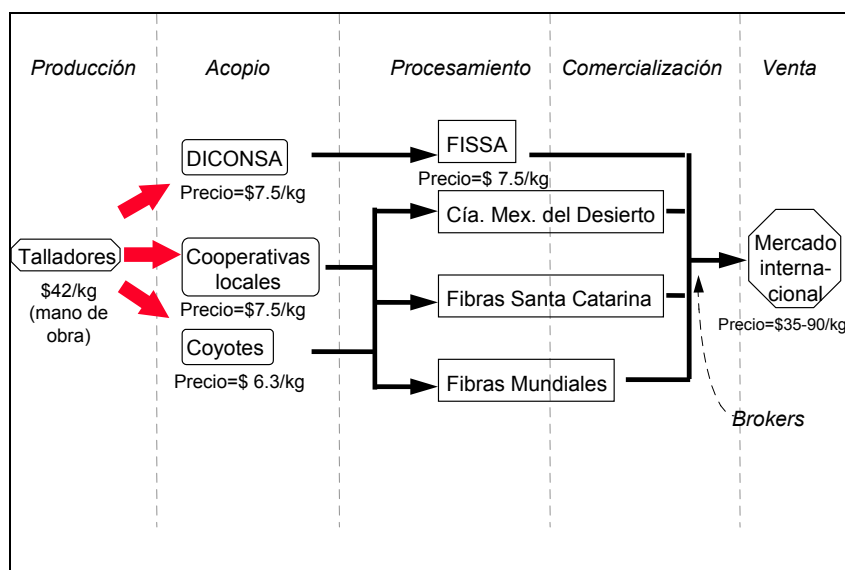 Producción
Acopio
Procesamiento
Comercialización
Venta
DICONSA
Precio=$7.5/kg
FISSA
Precio=$ 7.5/kg
Cía. Mex. del Desierto
Talladores
$42/kg
(mano de
obra)
Cooperativas
locales
Precio=$7.5/kg
Mercado
interna-
cional
Precio=$35-90/kg
Fibras Santa Catarina
Coyotes
Precio=$ 6.3/kg
Fibras Mundiales
Brokers